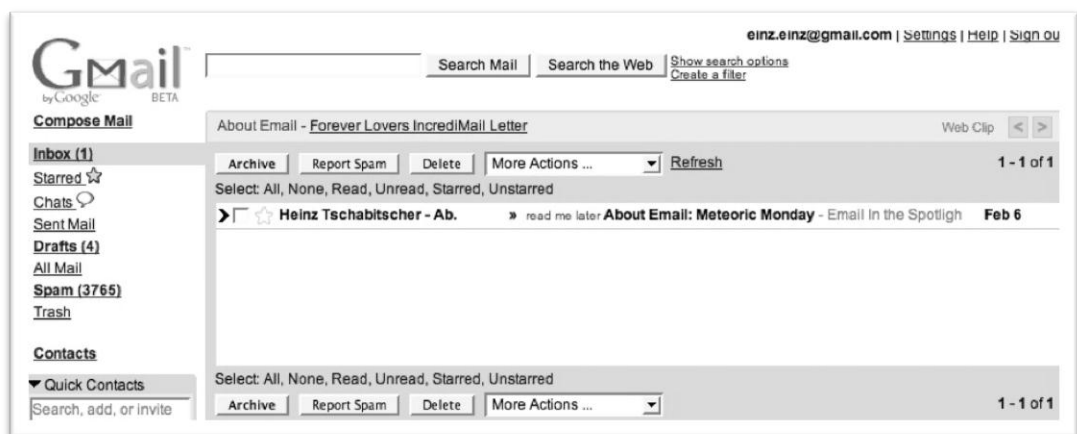 einz.einz@gmail.com | Settings | Help | Sign ou
Gmail
by Google BETA
Search Mail Search the Web Show search options
Create a filter
Compose Mail
About Email - Forever Lovers IncrediMail Letter Web Clip < >
Inbox (1)
Archive Report Spam Delete More Actions ... Refresh 1 - 1 of 1
Starred
Select: All, None, Read, Unread, Starred, Unstarred
Chats
Heinz Tschabitscher - Ab. » read me later About Email: Meteoric Monday - Email In the Spotligh Feb 6
Sent Mail
Drafts (4)
All Mail
Spam (3765)
Trash
Contacts
Quick Contacts
Search, add, or invite
Select: All, None, Read, Unread, Starred, Unstarred
Archive Report Spam Delete More Actions ... 1 - 1 of 1